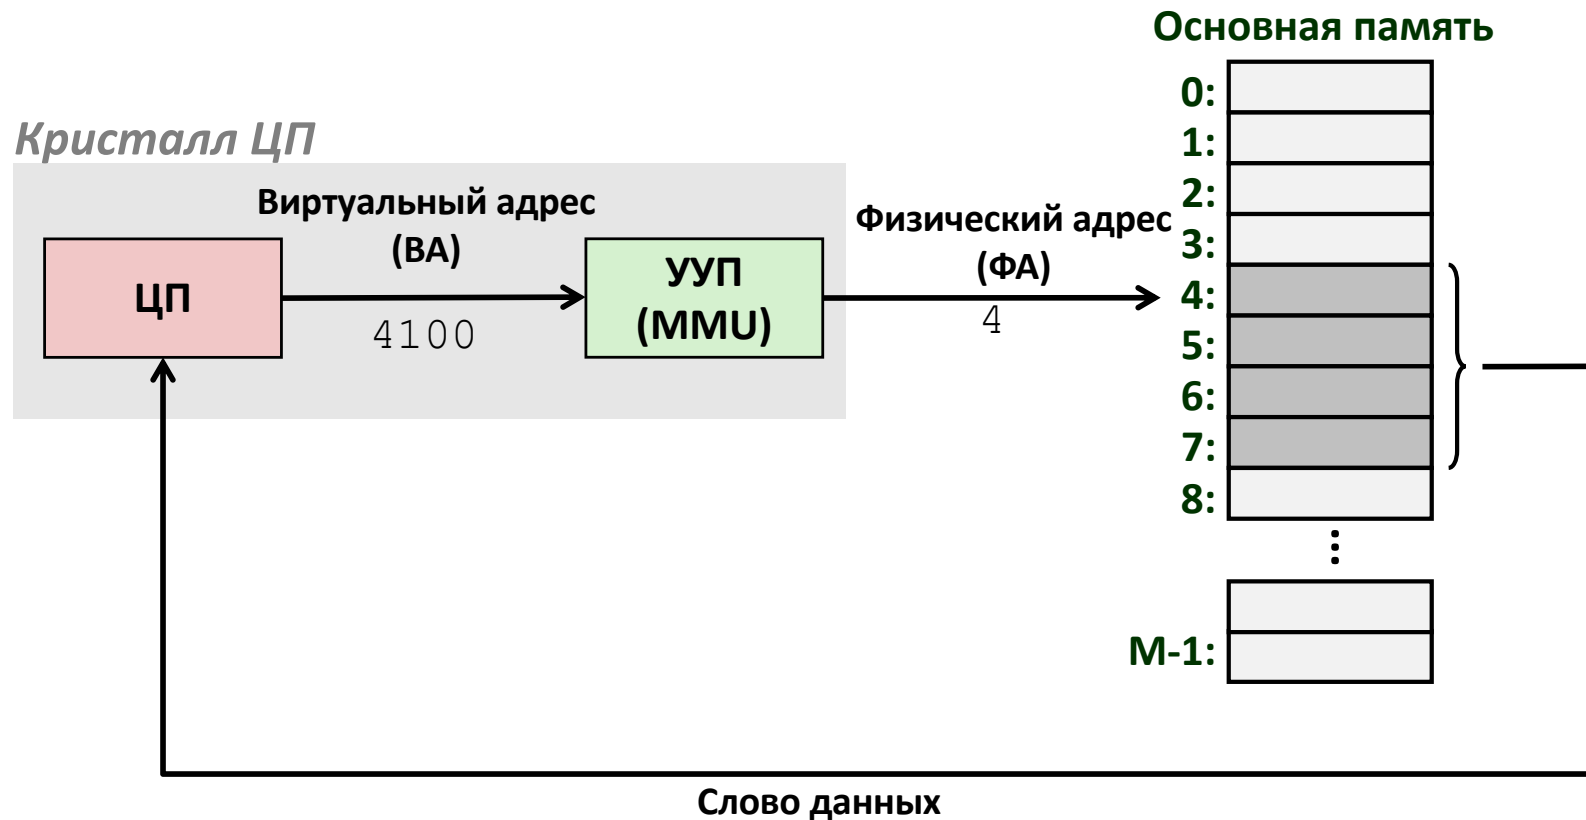 Основная память
0:
1:
2:
3:
4:
5:
6:
7:
8:
M-1:
Кристалл ЦП
Виртуальный адрес
(ВА)
ЦП
4100
УУП
(MMU)
Физический адрес
(ФА)
4
Слово данных